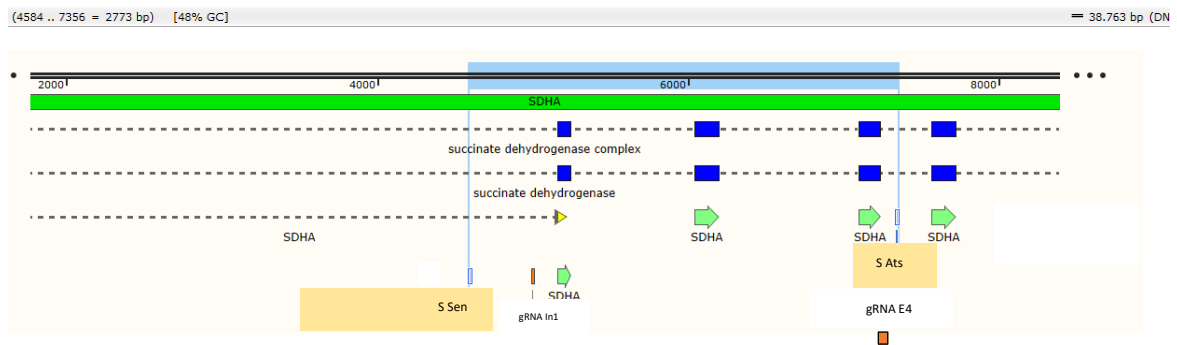 (4584 .. 7356 = 2773 bp) [48% GC] 38.763 bp (DN
2000 4000 6000 8000
SDHA
succinate dehydrogenase complex
succinate dehydrogenase
SDHA SDHA SDHA SDHA
S Ats
SDHA
S Sen
gRNA In1
gRNA E4